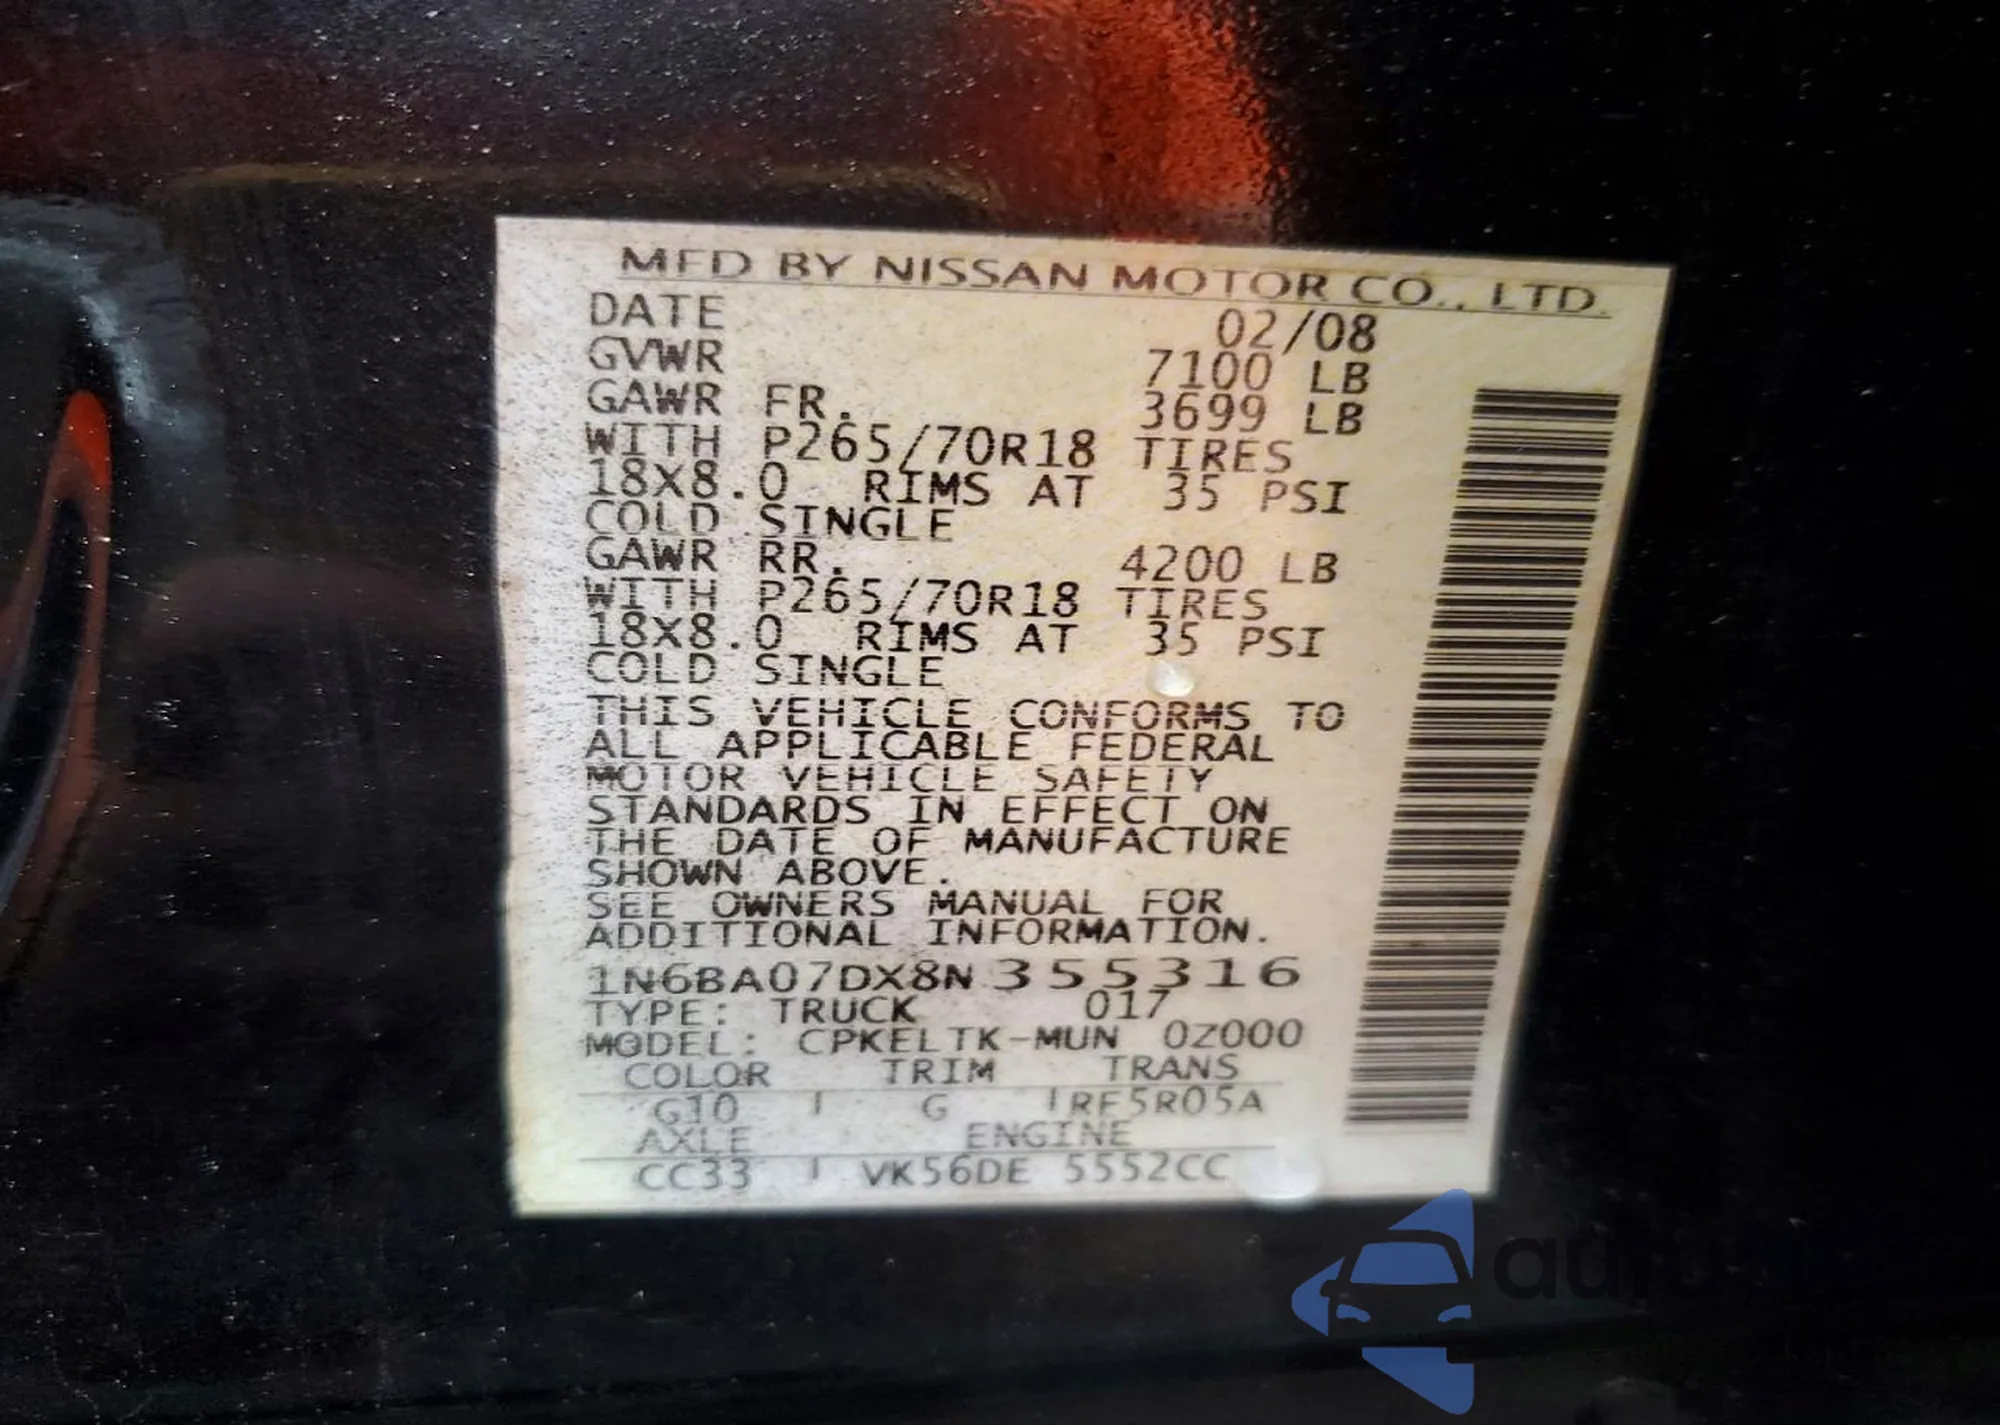 MFD BY NISSAN MOTOR CO., LTD.
DATE 02/08
GVWR 7100 LB
GAWR FR. 3699 LB
WITH P265/70R18 TIRES
18X8.0 RIMS AT 35 PSI
COLD SINGLE
GAWR RR. 4200 LB
WITH P265/70R18 TIRES
18X8.0 RIMS AT 35 PSI
COLD SINGLE
THIS VEHICLE CONFORMS TO
ALL APPLICABLE FEDERAL
MOTOR VEHICLE SAFETY
STANDARDS IN EFFECT ON
THE DATE OF MANUFACTURE
SHOWN ABOVE.
SEE OWNERS MANUAL FOR
ADDITIONAL INFORMATION.
1N6BA07DX8N355316
TYPE: TRUCK 017
MODEL: CPKELTK-MUN 0Z000
COLOR TRIM TRANS
G10 G RE5R05A
AXLE ENGINE
CC33 VK56DE 5552CC